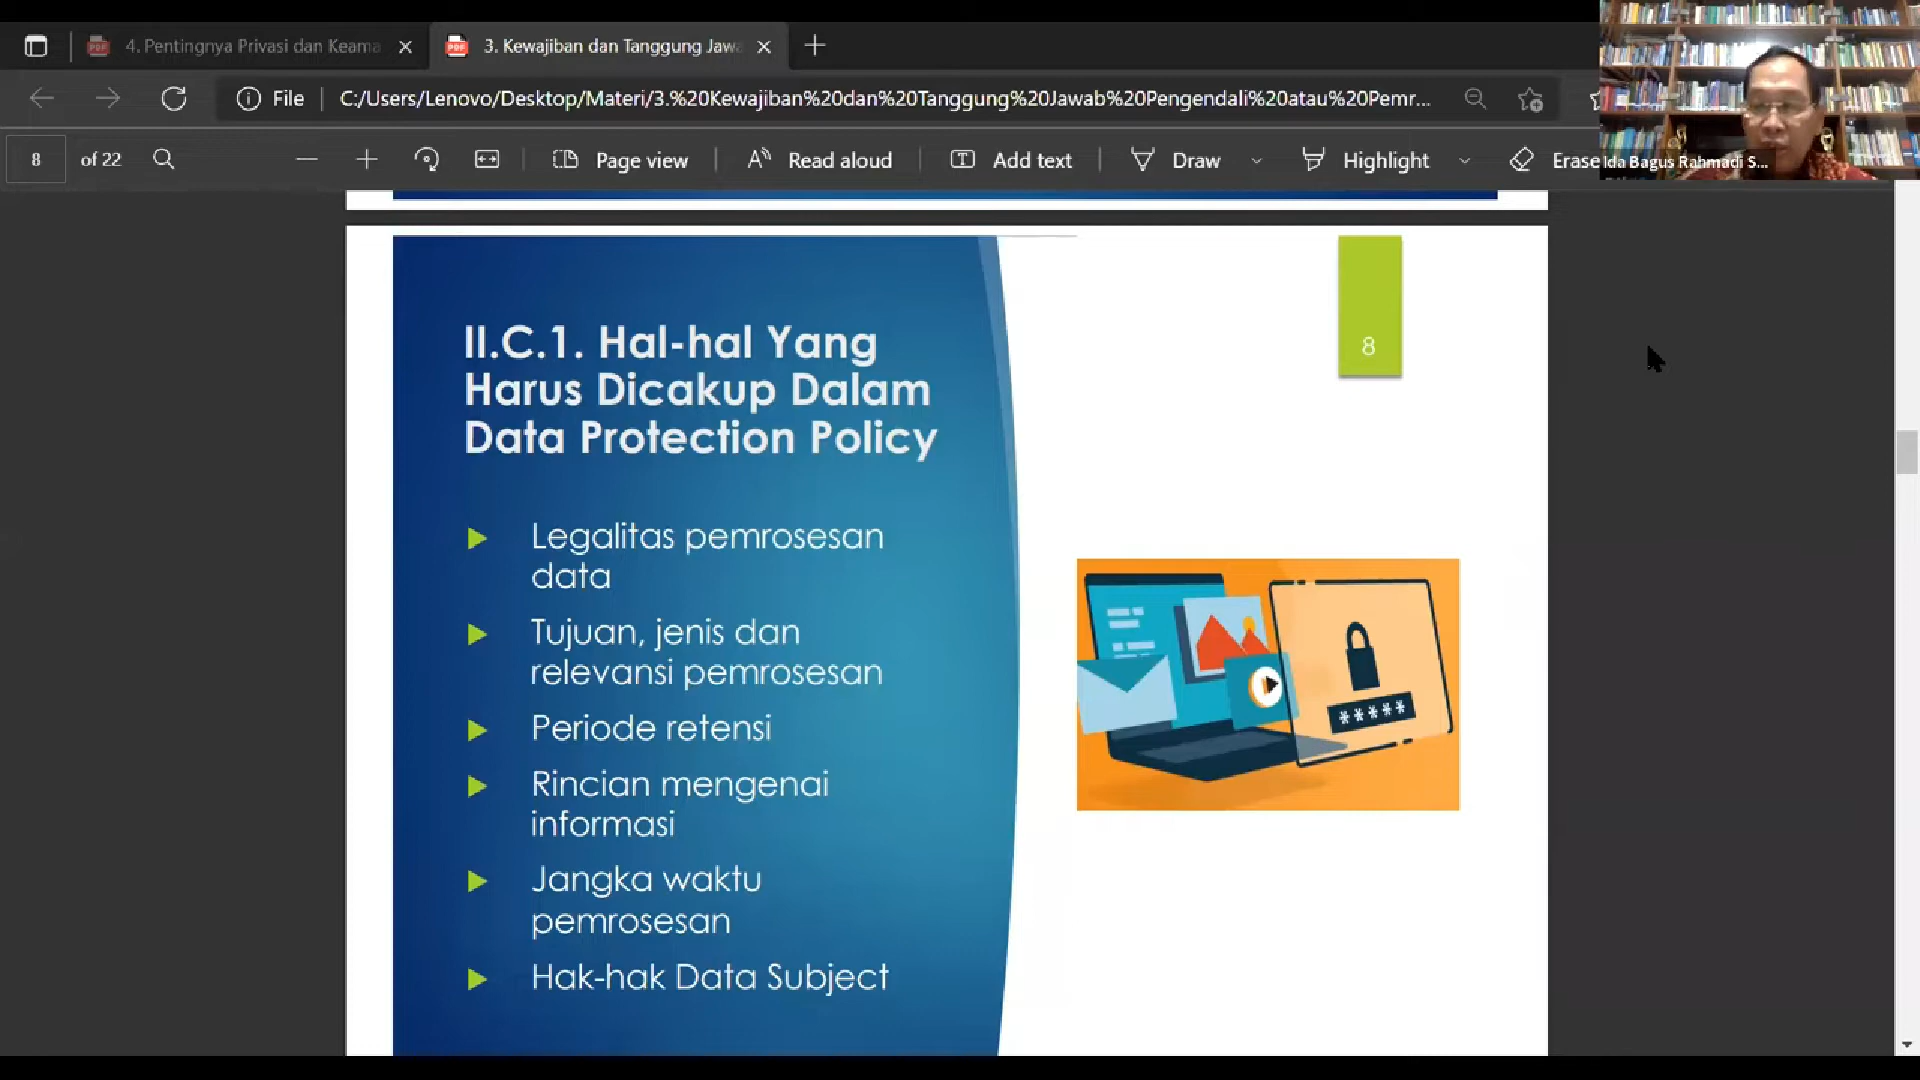 4. Pentingnya Privasi dan Keama
3. Kewajiban dan Tanggung Jawa
File
C:/Users/Lenovo/Desktop/Materi/3.%20Kewajiban%20dan%20Tanggung%20Jawab%20Pengendali%20atau%20Pemr...
8 of 22
Page view
Read aloud
Add text
Draw
Highlight
Erase
Ida Bagus Rahmadi S...
II.C.1. Hal-hal Yang
Harus Dicakup Dalam
Data Protection Policy
8
Legalitas pemrosesan
data
Tujuan, jenis dan
relevansi pemrosesan
Periode retensi
Rincian mengenai
informasi
Jangka waktu
pemrosesan
Hak-hak Data Subject
*****